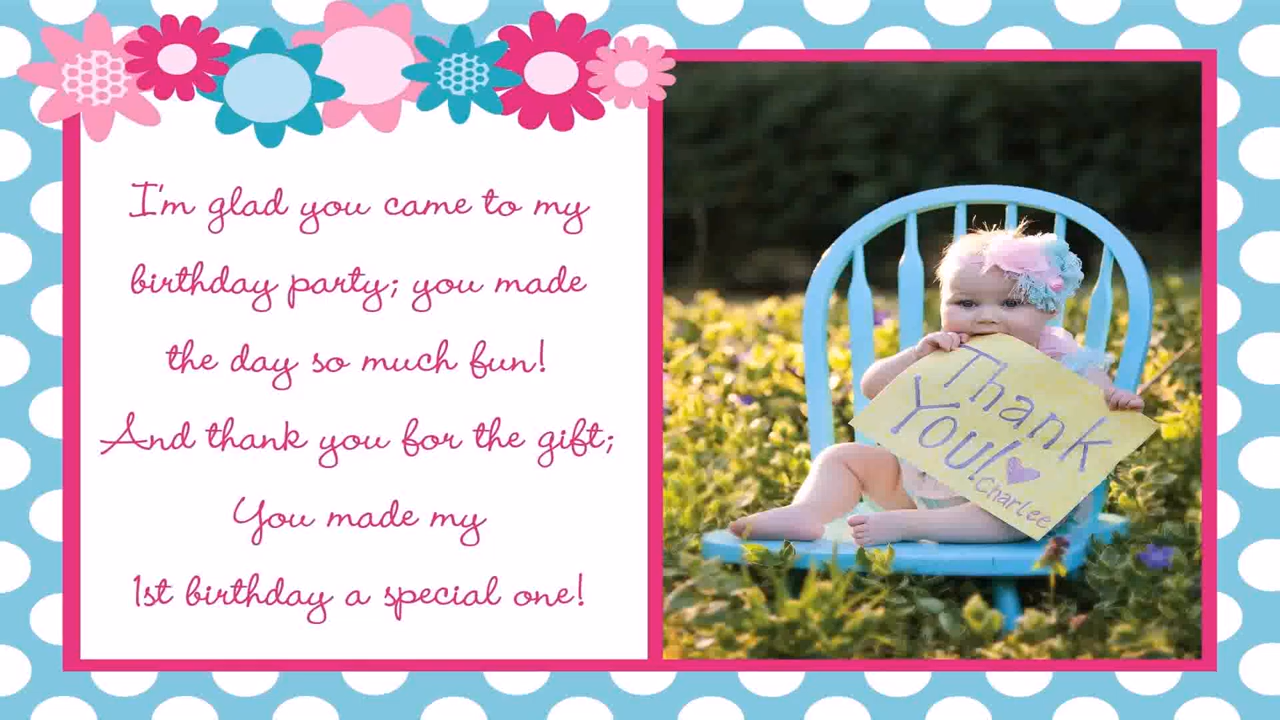 I'm glad you came to my
birthday party; you made
the day so much fun!
And thank you for the gift;
You made my
1st birthday a special one!
Thank
You!
Charlee